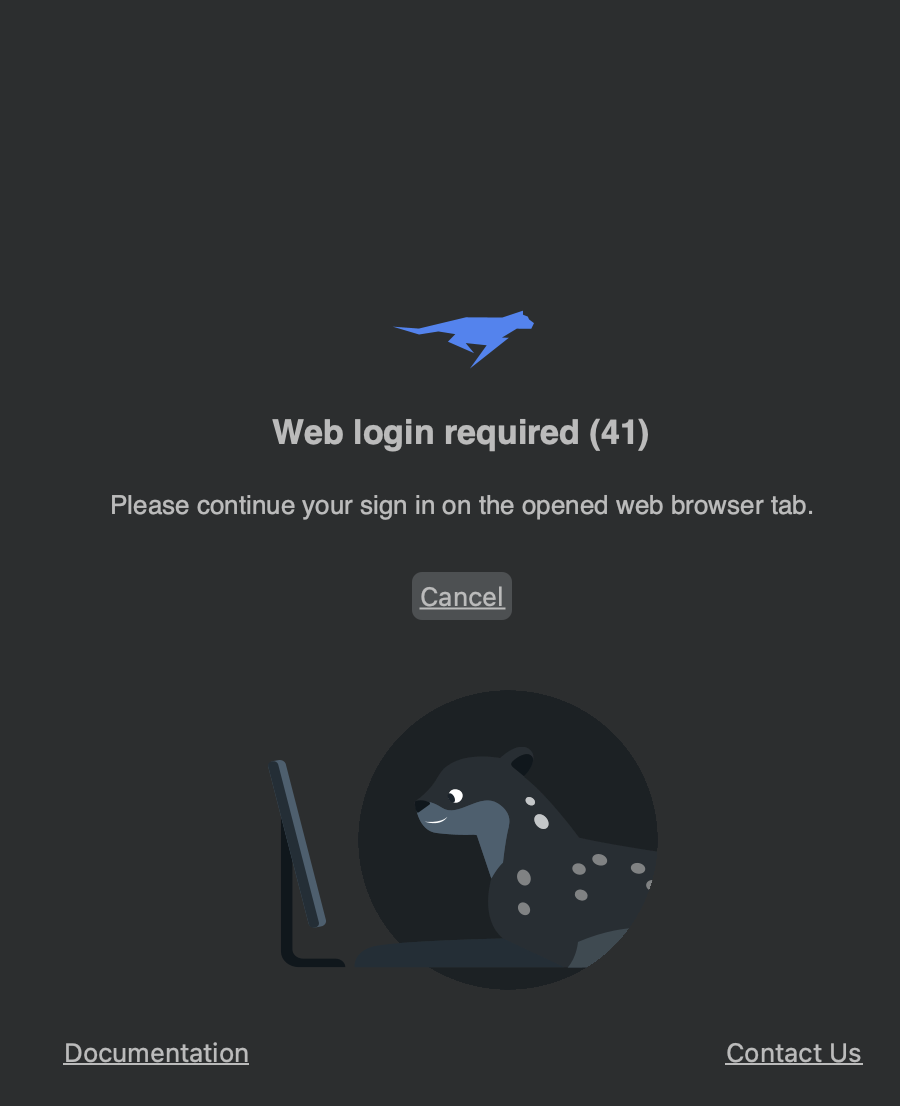 Web login required (41)
Please continue your sign in on the opened web browser tab.
Cancel
Documentation
Contact Us